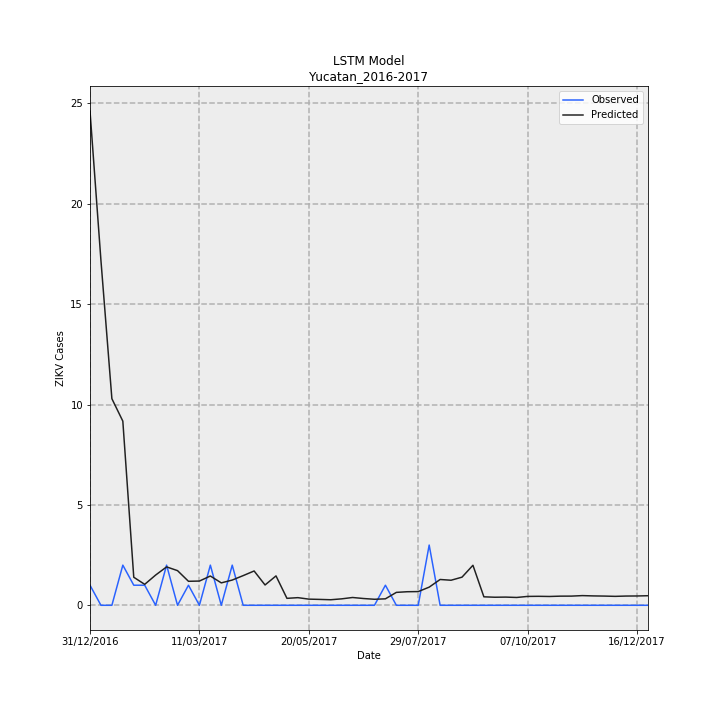 LSTM Model
Yucatan_2016-2017
Observed
Predicted
25
20
15
10
5
0
ZIKV Cases
31/12/2016
11/03/2017
20/05/2017
29/07/2017
07/10/2017
16/12/2017
Date